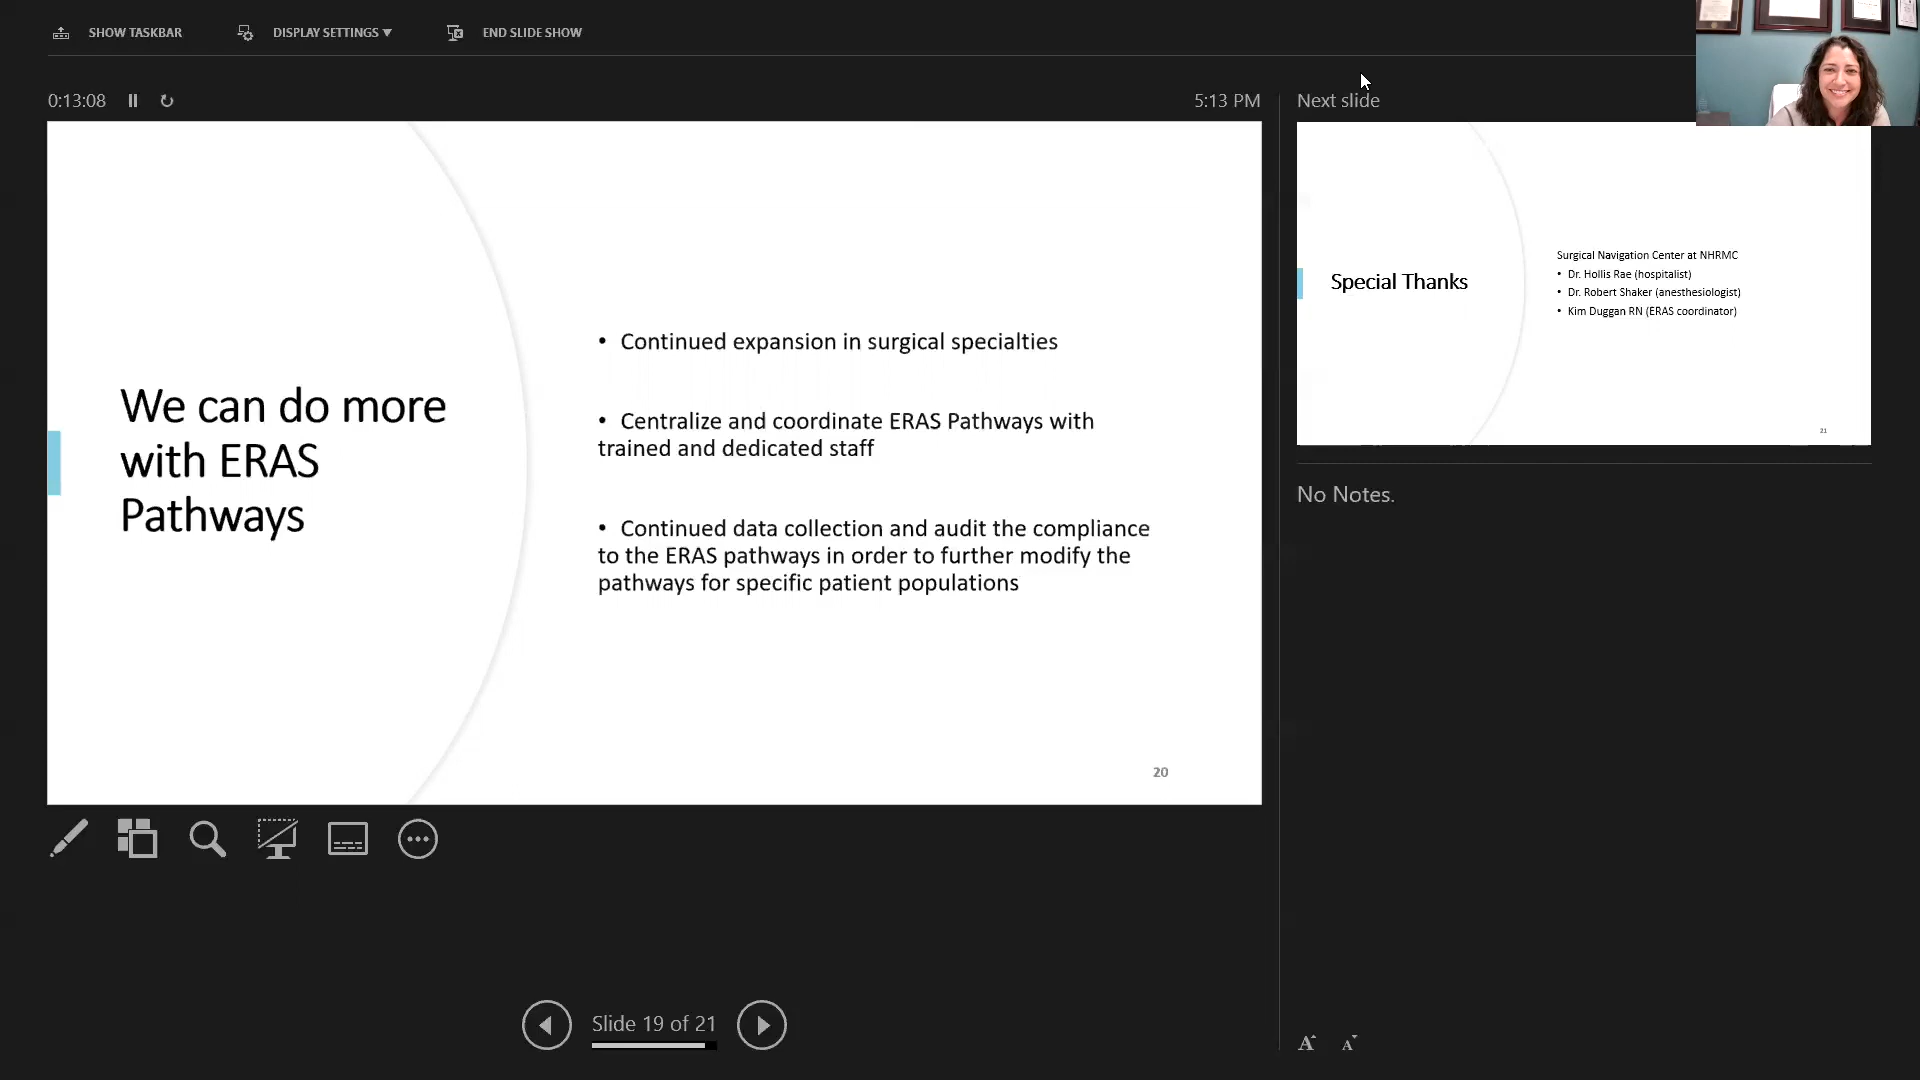 SHOW TASKBAR
DISPLAY SETTINGS ▾
END SLIDE SHOW
0:13:08
5:13 PM
Next slide
We can do more
with ERAS
Pathways
• Continued expansion in surgical specialties
• Centralize and coordinate ERAS Pathways with
trained and dedicated staff
• Continued data collection and audit the compliance
to the ERAS pathways in order to further modify the
pathways for specific patient populations
20
Special Thanks
Surgical Navigation Center at NHRMC
• Dr. Hollis Rae (hospitalist)
• Dr. Robert Shaker (anesthesiologist)
• Kim Duggan RN (ERAS coordinator)
21
No Notes.
Slide 19 of 21
A A